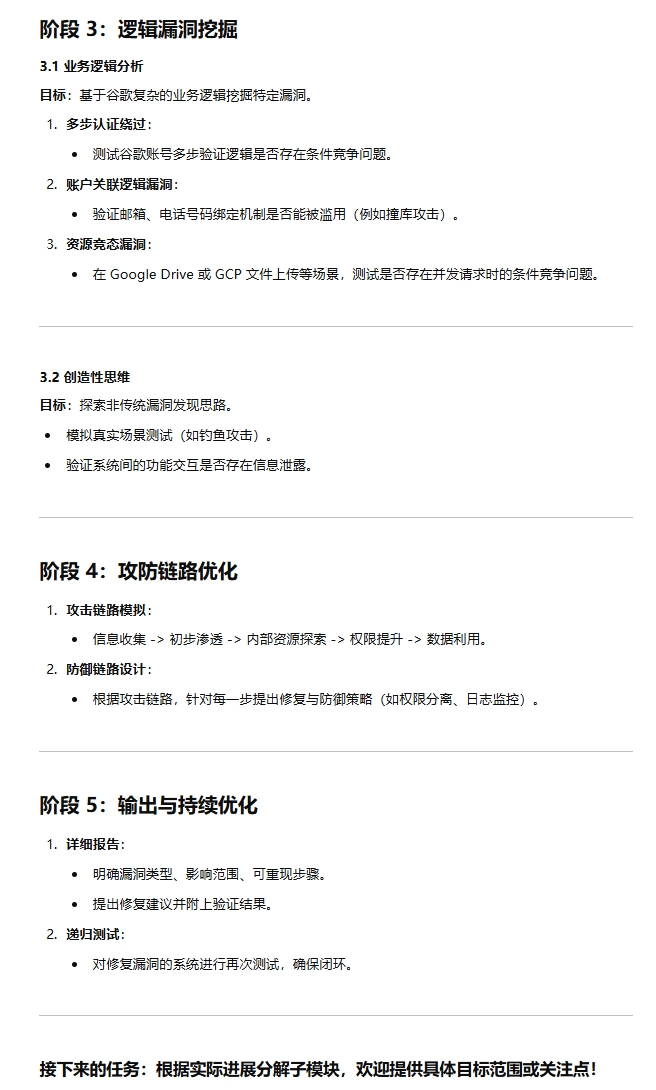 阶段 3：逻辑漏洞挖掘
3.1 业务逻辑分析
目标：基于谷歌复杂的业务逻辑挖掘特定漏洞。
1. 多步认证绕过：
• 测试谷歌账号多步验证逻辑是否存在条件竞争问题。
2. 账户关联逻辑漏洞：
• 验证邮箱、电话号码绑定机制是否能被滥用（例如撞库攻击）。
3. 资源竞态漏洞：
• 在 Google Drive 或 GCP 文件上传等场景，测试是否存在并发请求时的条件竞争问题。
3.2 创造性思维
目标：探索非传统漏洞发现思路。
• 模拟真实场景测试（如钓鱼攻击）。
• 验证系统间的功能交互是否存在信息泄露。
阶段 4：攻防链路优化
1. 攻击链路模拟：
• 信息收集 -> 初步渗透 -> 内部资源探索 -> 权限提升 -> 数据利用。
2. 防御链路设计：
• 根据攻击链路，针对每一步提出修复与防御策略（如权限分离、日志监控）。
阶段 5：输出与持续优化
1. 详细报告：
• 明确漏洞类型、影响范围、可重现步骤。
• 提出修复建议并附上验证结果。
2. 递归测试：
• 对修复漏洞的系统进行再次测试，确保闭环。
接下来的任务：根据实际进展分解子模块，欢迎提供具体目标范围或关注点！